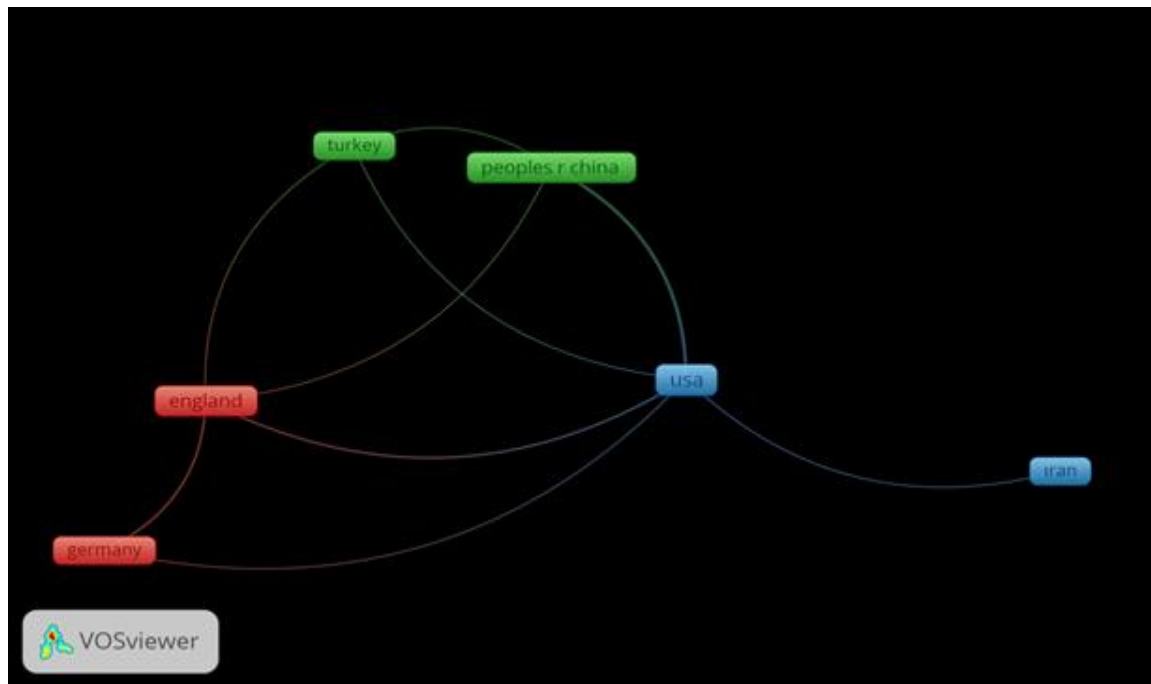 turkey
peoples r china
usa
england
iran
germany
VOSviewer